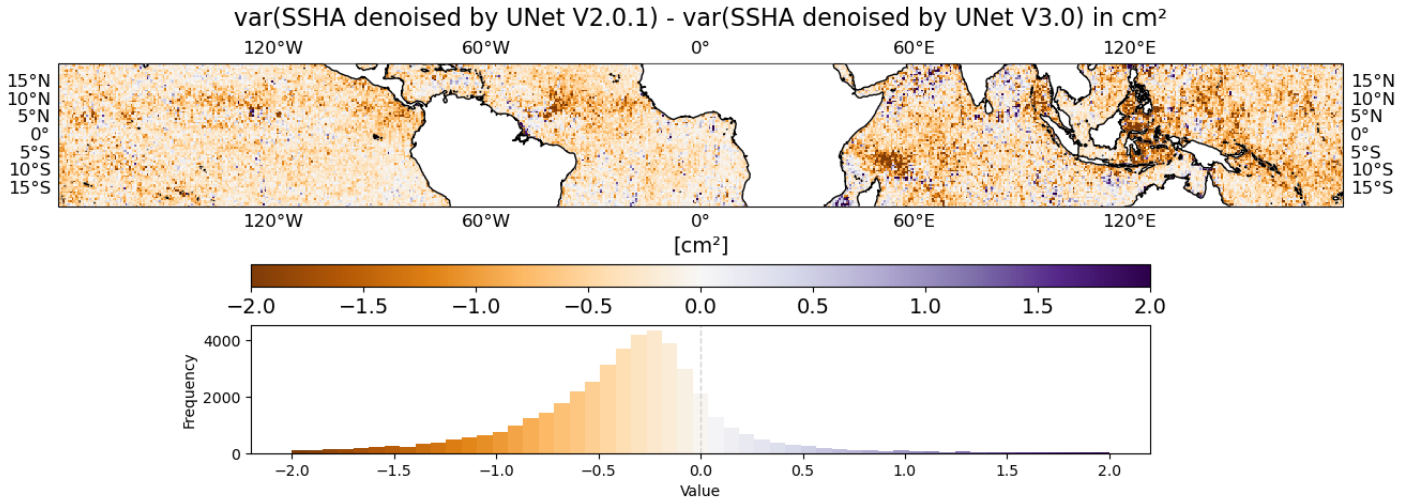 var(SSHA denoised by UNet V2.0.1) - var(SSHA denoised by UNet V3.0) in cm²
120°W 60°W 0° 60°E 120°E
15°N 15°N
10°N 10°N
5°N 5°N
0° 0°
5°S 5°S
10°S 10°S
15°S 15°S
120°W 60°W 0° 60°E 120°E
[cm²]
−2.0 −1.5 −1.0 −0.5 0.0 0.5 1.0 1.5 2.0
4000
2000
0
Frequency
−2.0 −1.5 −1.0 −0.5 0.0 0.5 1.0 1.5 2.0
Value